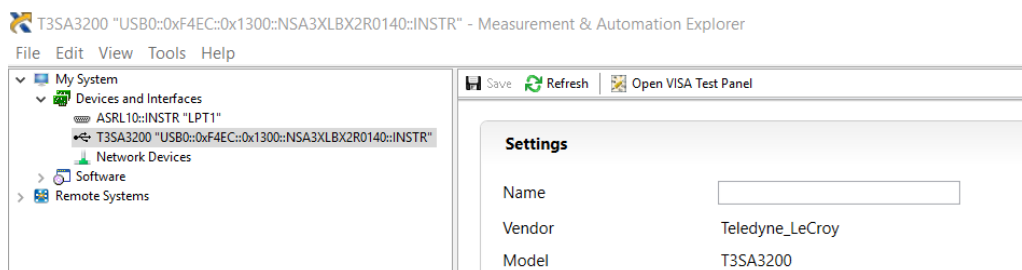 T3SA3200 "USB0::0xF4EC::0x1300::NSA3XLBX2R0140::INSTR" - Measurement & Automation Explorer
File Edit View Tools Help
My System
Devices and Interfaces
ASRL10::INSTR "LPT1"
T3SA3200 "USB0::0xF4EC::0x1300::NSA3XLBX2R0140::INSTR"
Network Devices
Software
Remote Systems
Save Refresh Open VISA Test Panel
Settings
Name
Vendor Teledyne_LeCroy
Model T3SA3200